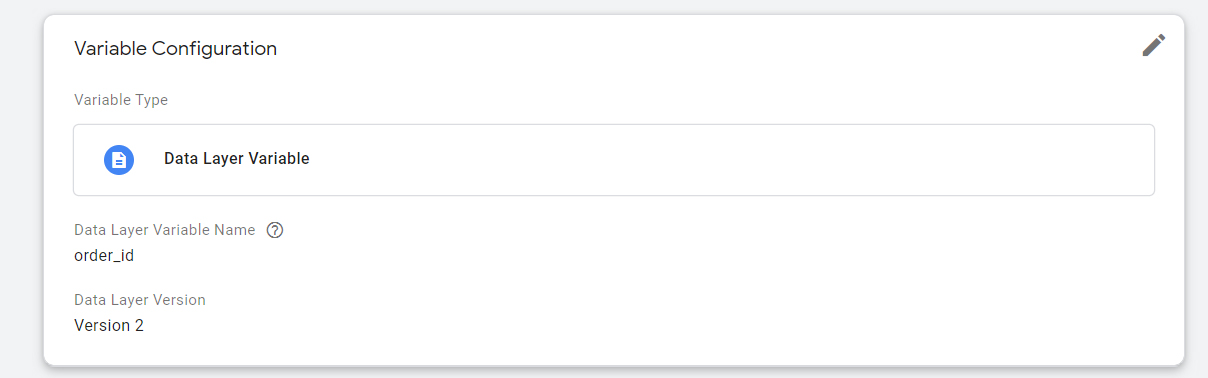 Variable Configuration
Variable Type
Data Layer Variable
Data Layer Variable Name
order_id
Data Layer Version
Version 2